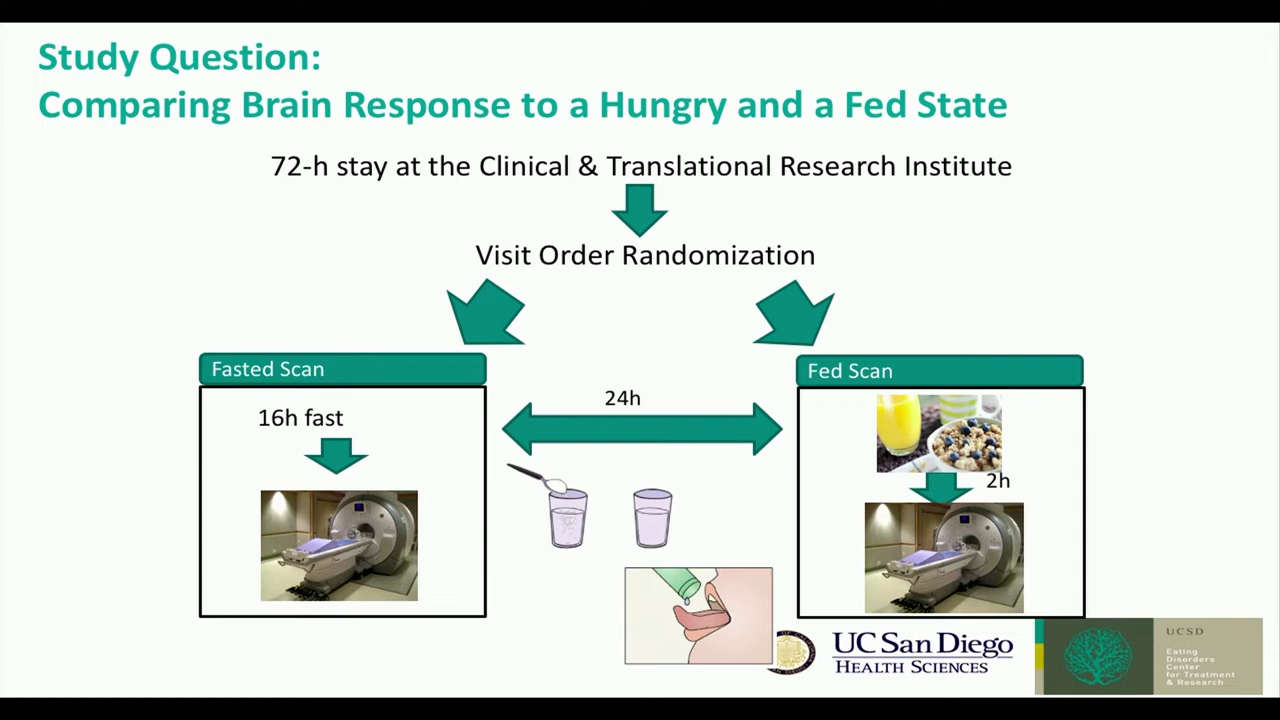 Study Question:
Comparing Brain Response to a Hungry and a Fed State
72-h stay at the Clinical & Translational Research Institute
Visit Order Randomization
Fasted Scan
16h fast
24h
Fed Scan
2h
UC San Diego
HEALTH SCIENCES
UCSD
Eating
Disorders
Center
for Treatment
& Research